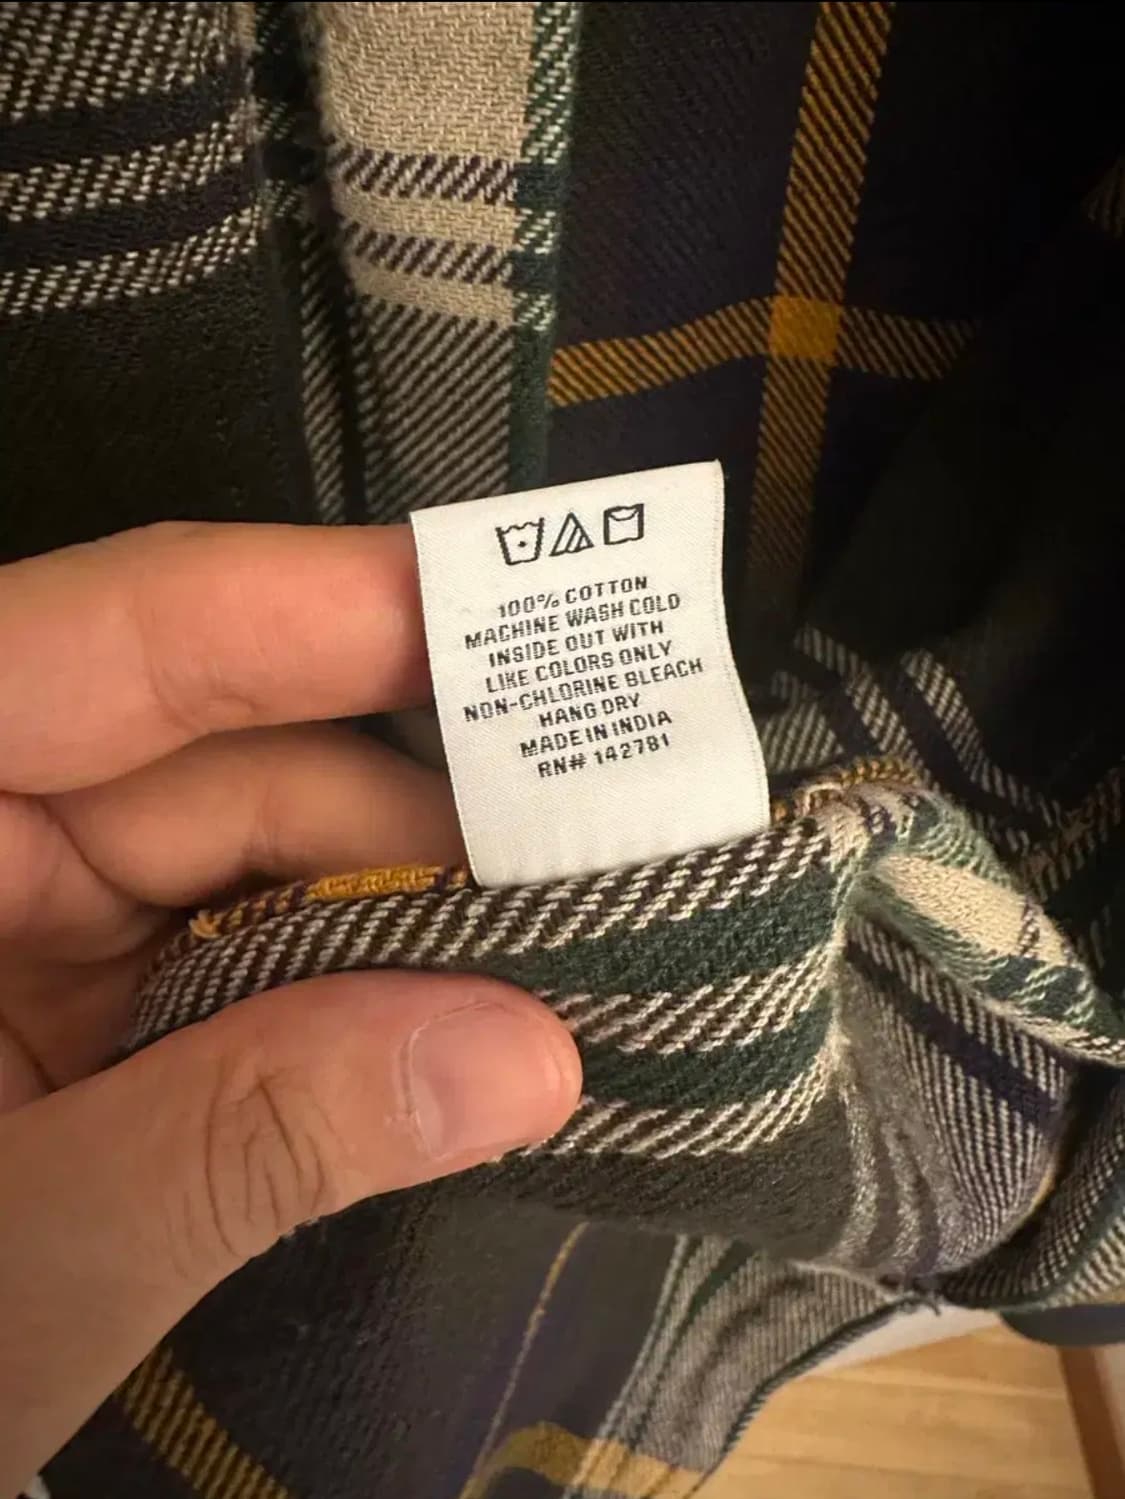 100% COTTON
MACHINE WASH COLD
INSIDE OUT WITH
LIKE COLORS ONLY
NON-CHLORINE BLEACH
HANG DRY
MADE IN INDIA
RN# 142781